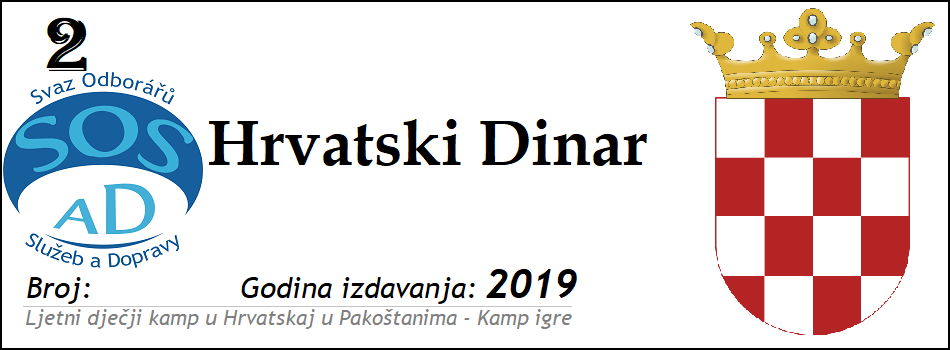 2
Svaz Odborářů
SOS
AD
Služeb a Dopravy
Hrvatski Dinar
Broj: Godina izdavanja: 2019
Ljetni dječji kamp u Hrvatskaj u Pakoštanima - Kamp igre